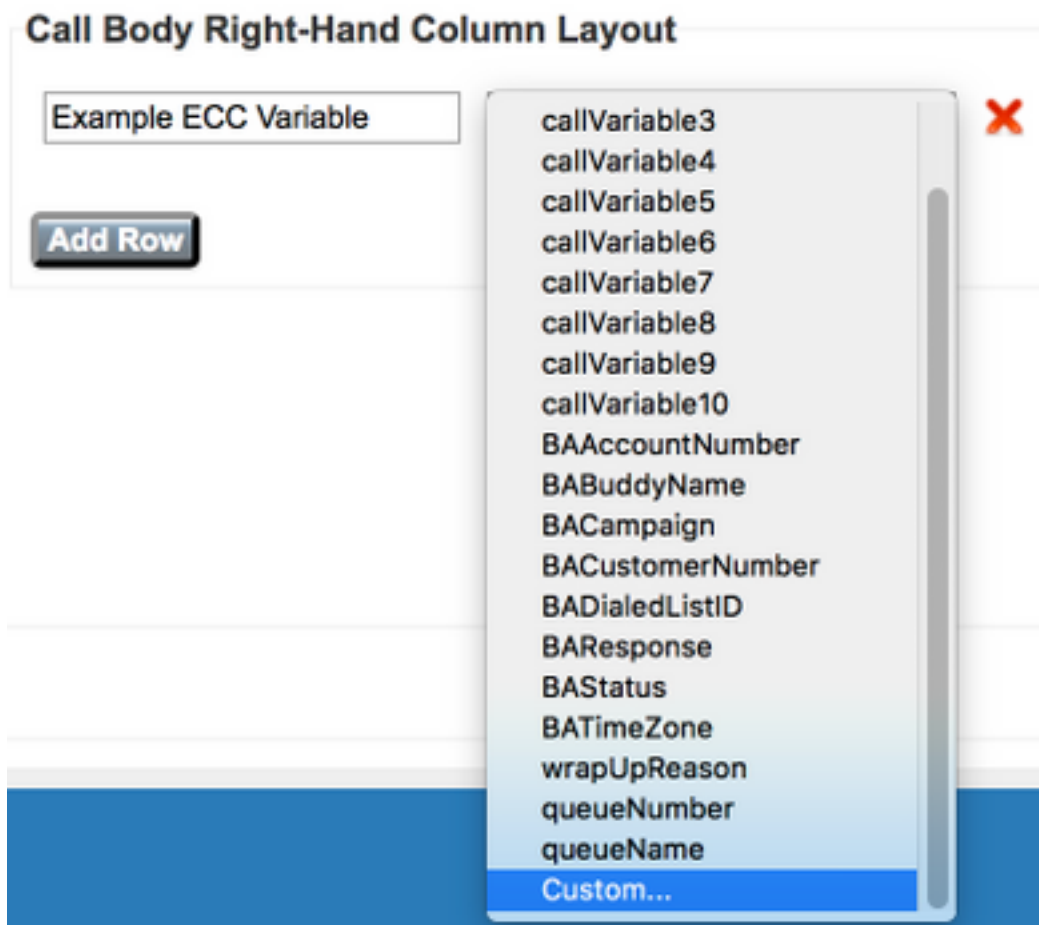 Call Body Right-Hand Column Layout
Example ECC Variable
Add Row
callVariable3
callVariable4
callVariable5
callVariable6
callVariable7
callVariable8
callVariable9
callVariable10
BAAccountNumber
BABuddyName
BACampaign
BACustomerNumber
BADialedListID
BAResponse
BAStatus
BATimeZone
wrapUpReason
queueNumber
queueName
Custom...